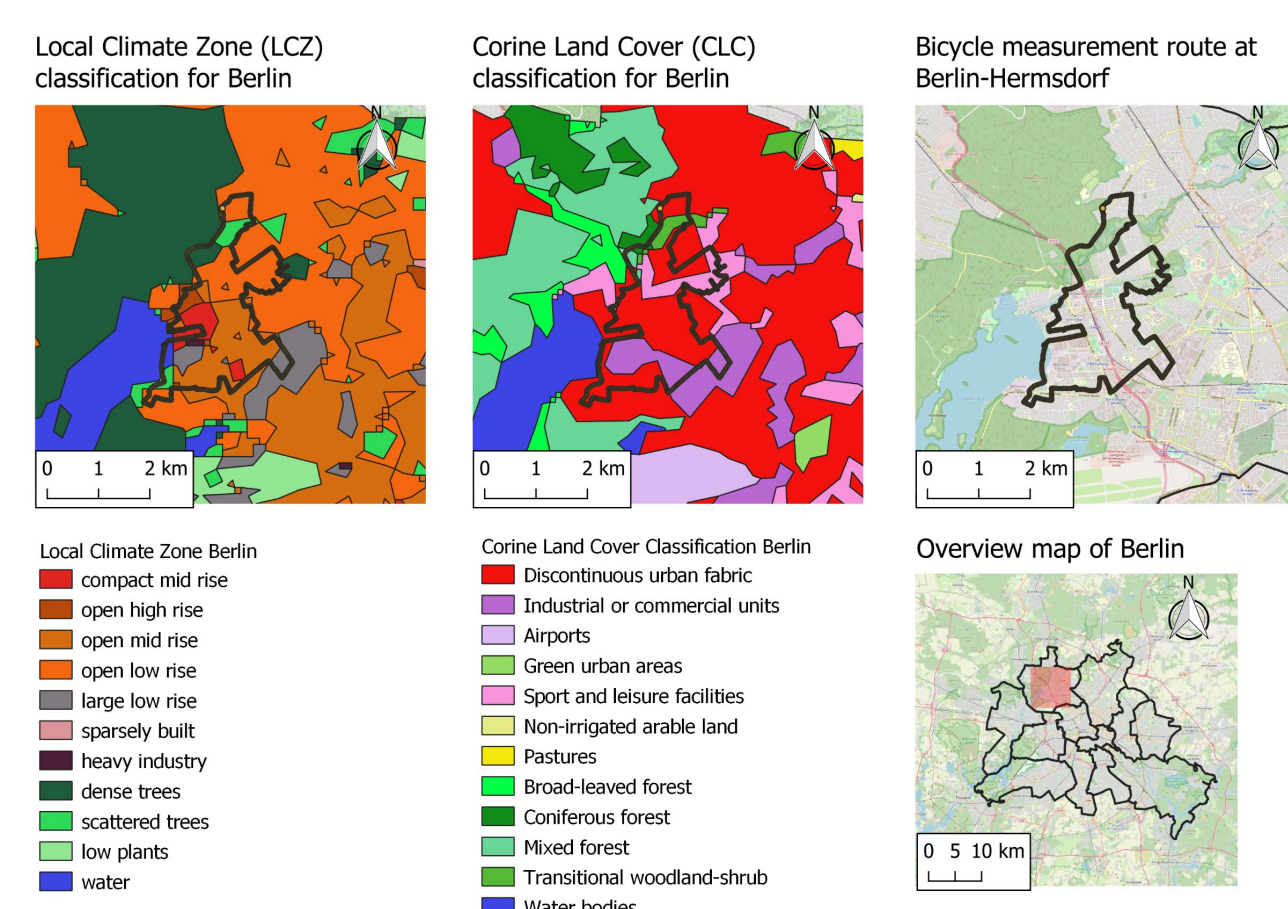 Local Climate Zone (LCZ)
classification for Berlin
N
0 1 2 km
Local Climate Zone Berlin
compact mid rise
open high rise
open mid rise
open low rise
large low rise
sparsely built
heavy industry
dense trees
scattered trees
low plants
water
Corine Land Cover (CLC)
classification for Berlin
N
0 1 2 km
Corine Land Cover Classification Berlin
Discontinuous urban fabric
Industrial or commercial units
Airports
Green urban areas
Sport and leisure facilities
Non-irrigated arable land
Pastures
Broad-leaved forest
Coniferous forest
Mixed forest
Transitional woodland-shrub
Water bodies
Bicycle measurement route at
Berlin-Hermsdorf
N
0 1 2 km
Overview map of Berlin
N
0 5 10 km